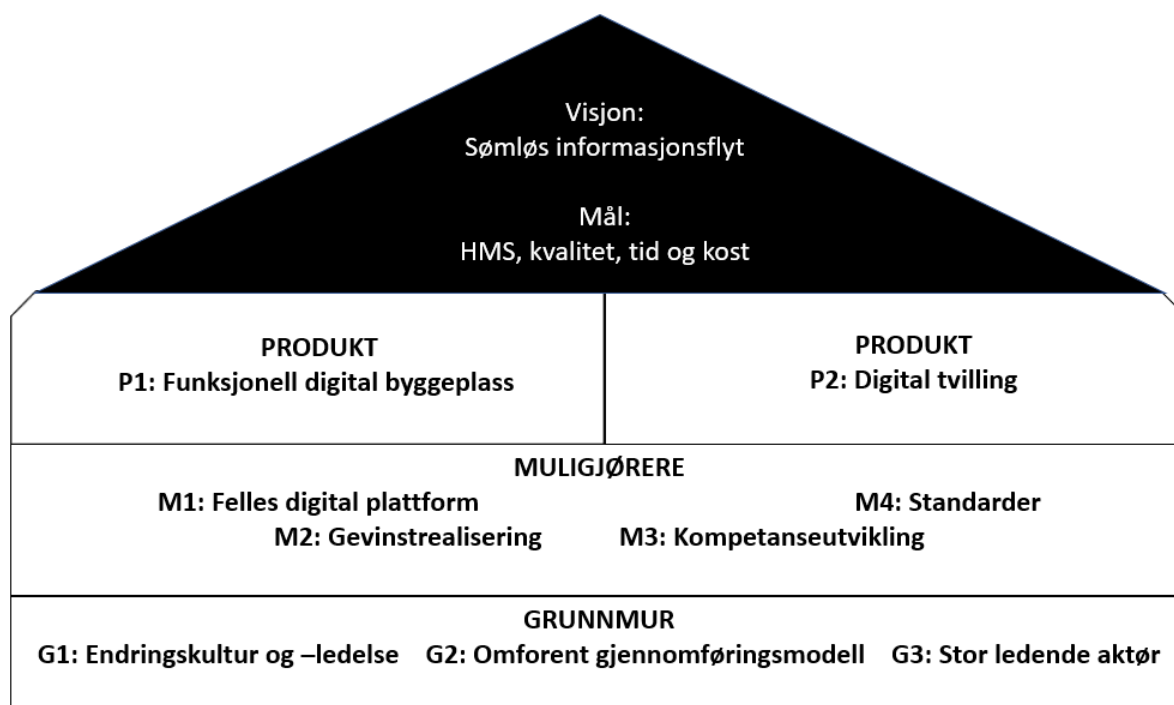 Visjon:
Sømløs informasjonsflyt
Mål:
HMS, kvalitet, tid og kost
PRODUKT
P1: Funksjonell digital byggeplass
PRODUKT
P2: Digital tvilling
MULIGJØRERE
M1: Felles digital plattform M4: Standarder
M2: Gevinstrealisering M3: Kompetanseutvikling
GRUNNMUR
G1: Endringskultur og –ledelse G2: Omforent gjennomføringsmodell G3: Stor ledende aktør